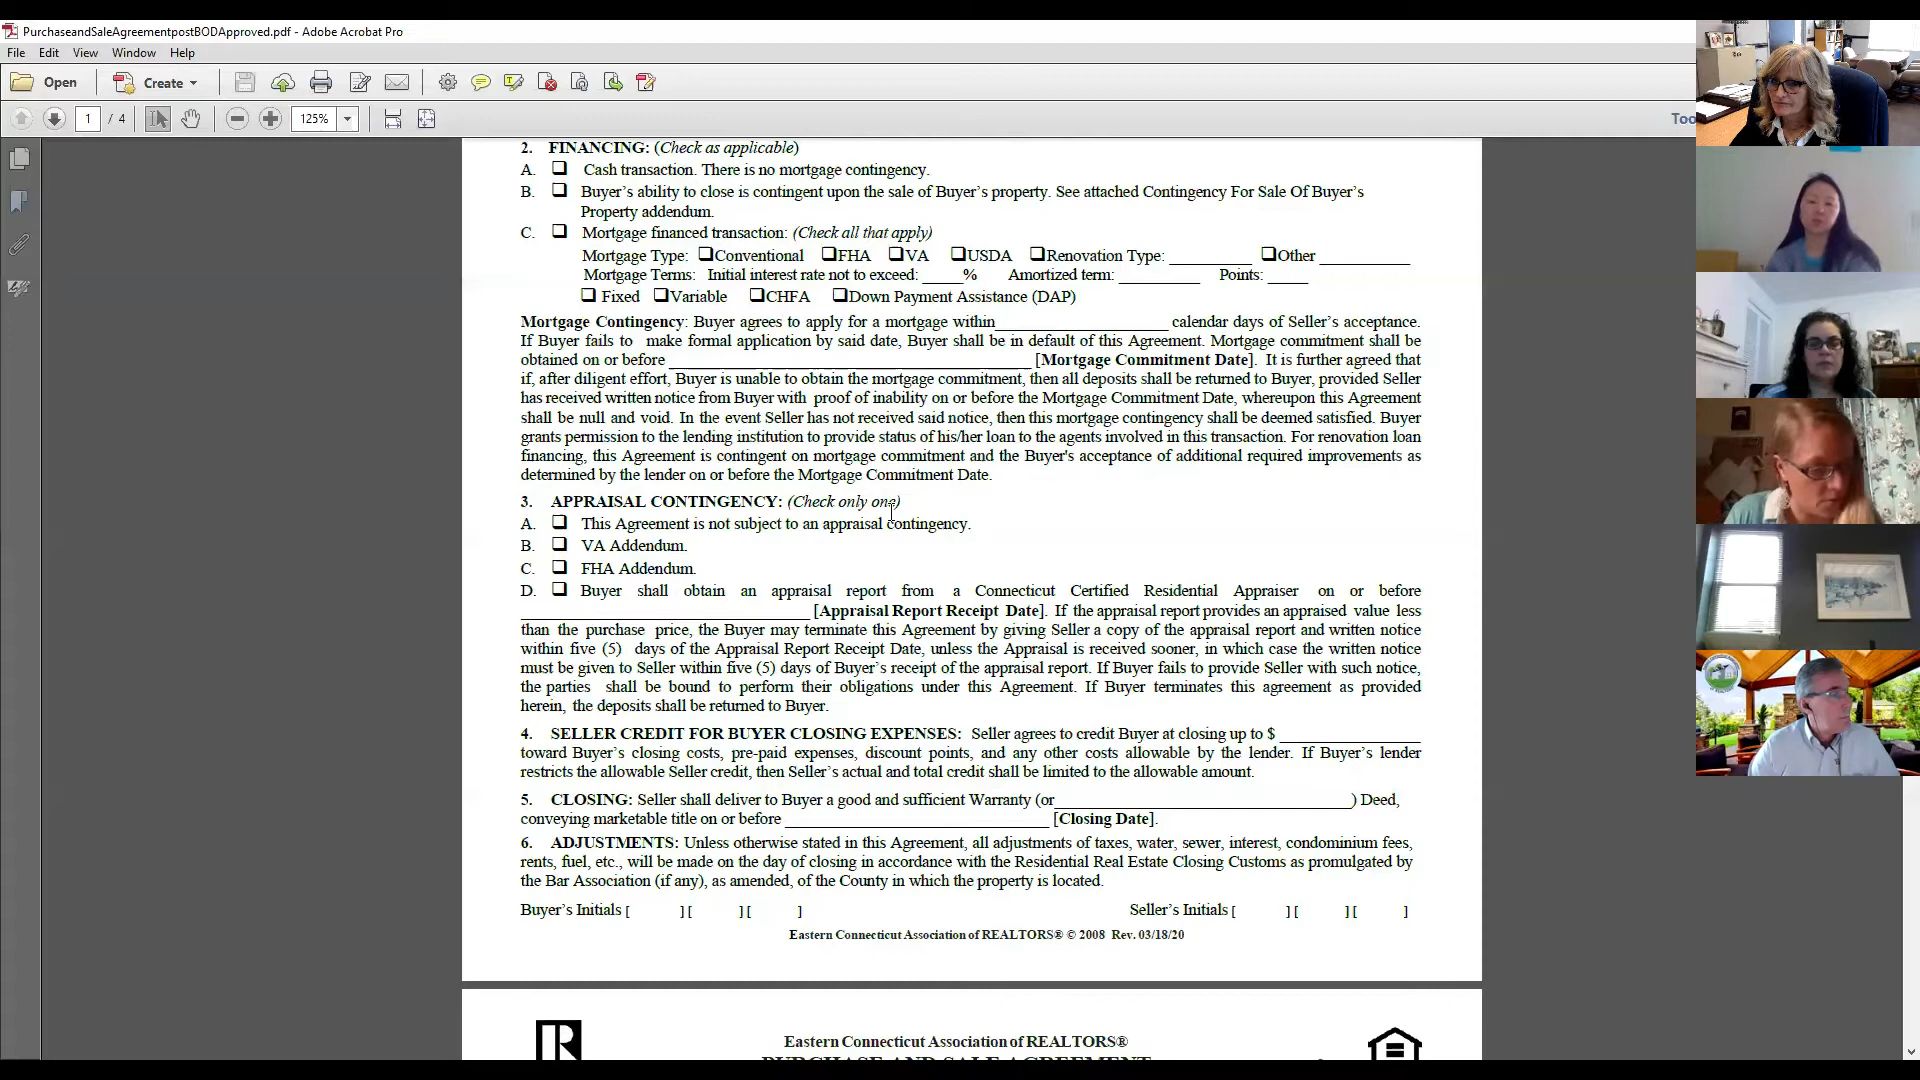 PurchaseandSaleAgreementpostBODApproved.pdf - Adobe Acrobat Pro
File Edit View Window Help
Open Create
1 / 4 125% Too
2. FINANCING: (Check as applicable)
A. ❑ Cash transaction. There is no mortgage contingency.
B. ❑ Buyer's ability to close is contingent upon the sale of Buyer's property. See attached Contingency For Sale Of Buyer's
Property addendum.
C. ❑ Mortgage financed transaction: (Check all that apply)
Mortgage Type: ❑Conventional ❑FHA ❑VA ❑USDA ❑Renovation Type: __________ ❑Other ___________
Mortgage Terms: Initial interest rate not to exceed: _____% Amortized term: __________ Points: _____
❑ Fixed ❑Variable ❑CHFA ❑Down Payment Assistance (DAP)
Mortgage Contingency: Buyer agrees to apply for a mortgage within_____________________ calendar days of Seller's acceptance.
If Buyer fails to make formal application by said date, Buyer shall be in default of this Agreement. Mortgage commitment shall be
obtained on or before ____________________________________________ [Mortgage Commitment Date]. It is further agreed that
if, after diligent effort, Buyer is unable to obtain the mortgage commitment, then all deposits shall be returned to Buyer, provided Seller
has received written notice from Buyer with proof of inability on or before the Mortgage Commitment Date, whereupon this Agreement
shall be null and void. In the event Seller has not received said notice, then this mortgage contingency shall be deemed satisfied. Buyer
grants permission to the lending institution to provide status of his/her loan to the agents involved in this transaction. For renovation loan
financing, this Agreement is contingent on mortgage commitment and the Buyer's acceptance of additional required improvements as
determined by the lender on or before the Mortgage Commitment Date.
3. APPRAISAL CONTINGENCY: (Check only one)
A. ❑ This Agreement is not subject to an appraisal contingency.
B. ❑ VA Addendum.
C. ❑ FHA Addendum.
D. ❑ Buyer shall obtain an appraisal report from a Connecticut Certified Residential Appraiser on or before
___________________________________ [Appraisal Report Receipt Date]. If the appraisal report provides an appraised value less
than the purchase price, the Buyer may terminate this Agreement by giving Seller a copy of the appraisal report and written notice
within five (5) days of the Appraisal Report Receipt Date, unless the Appraisal is received sooner, in which case the written notice
must be given to Seller within five (5) days of Buyer's receipt of the appraisal report. If Buyer fails to provide Seller with such notice,
the parties shall be bound to perform their obligations under this Agreement. If Buyer terminates this agreement as provided
herein, the deposits shall be returned to Buyer.
4. SELLER CREDIT FOR BUYER CLOSING EXPENSES: Seller agrees to credit Buyer at closing up to $ _________________
toward Buyer's closing costs, pre-paid expenses, discount points, and any other costs allowable by the lender. If Buyer's lender
restricts the allowable Seller credit, then Seller's actual and total credit shall be limited to the allowable amount.
5. CLOSING: Seller shall deliver to Buyer a good and sufficient Warranty (or____________________________________) Deed,
conveying marketable title on or before ________________________________ [Closing Date].
6. ADJUSTMENTS: Unless otherwise stated in this Agreement, all adjustments of taxes, water, sewer, interest, condominium fees,
rents, fuel, etc., will be made on the day of closing in accordance with the Residential Real Estate Closing Customs as promulgated by
the Bar Association (if any), as amended, of the County in which the property is located.
Buyer's Initials [ ] [ ] [ ] Seller's Initials [ ] [ ] [ ]
Eastern Connecticut Association of REALTORS® © 2008 Rev. 03/18/20
Eastern Connecticut Association of REALTORS®
PURCHASE AND SALE AGREEMENT